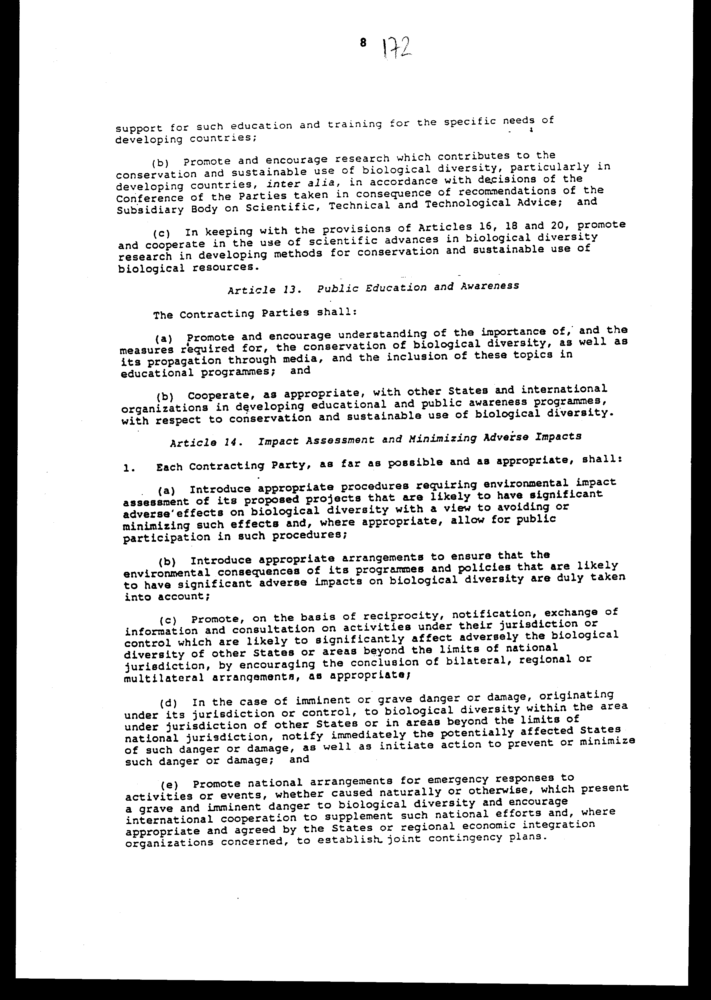 8 172
support for such education and training for the specific needs of
developing countries;
(b) Promote and encourage research which contributes to the
conservation and sustainable use of biological diversity, particularly in
developing countries, inter alia, in accordance with decisions of the
Conference of the Parties taken in consequence of recommendations of the
Subsidiary Body on Scientific, Technical and Technological Advice; and
(c) In keeping with the provisions of Articles 16, 18 and 20, promote
and cooperate in the use of scientific advances in biological diversity
research in developing methods for conservation and sustainable use of
biological resources.
Article 13. Public Education and Awareness
The Contracting Parties shall:
(a) Promote and encourage understanding of the importance of, and the
measures required for, the conservation of biological diversity, as well as
its propagation through media, and the inclusion of these topics in
educational programmes; and
(b) Cooperate, as appropriate, with other States and international
organizations in developing educational and public awareness programmes,
with respect to conservation and sustainable use of biological diversity.
Article 14. Impact Assessment and Minimizing Adverse Impacts
1. Each Contracting Party, as far as possible and as appropriate, shall:
(a) Introduce appropriate procedures requiring environmental impact
assessment of its proposed projects that are likely to have significant
adverse effects on biological diversity with a view to avoiding or
minimizing such effects and, where appropriate, allow for public
participation in such procedures;
(b) Introduce appropriate arrangements to ensure that the
environmental consequences of its programmes and policies that are likely
to have significant adverse impacts on biological diversity are duly taken
into account;
(c) Promote, on the basis of reciprocity, notification, exchange of
information and consultation on activities under their jurisdiction or
control which are likely to significantly affect adversely the biological
diversity of other States or areas beyond the limits of national
jurisdiction, by encouraging the conclusion of bilateral, regional or
multilateral arrangements, as appropriate;
(d) In the case of imminent or grave danger or damage, originating
under its jurisdiction or control, to biological diversity within the area
under jurisdiction of other States or in areas beyond the limits of
national jurisdiction, notify immediately the potentially affected States
of such danger or damage, as well as initiate action to prevent or minimize
such danger or damage; and
(e) Promote national arrangements for emergency responses to
activities or events, whether caused naturally or otherwise, which present
a grave and imminent danger to biological diversity and encourage
international cooperation to supplement such national efforts and, where
appropriate and agreed by the States or regional economic integration
organizations concerned, to establish joint contingency plans.